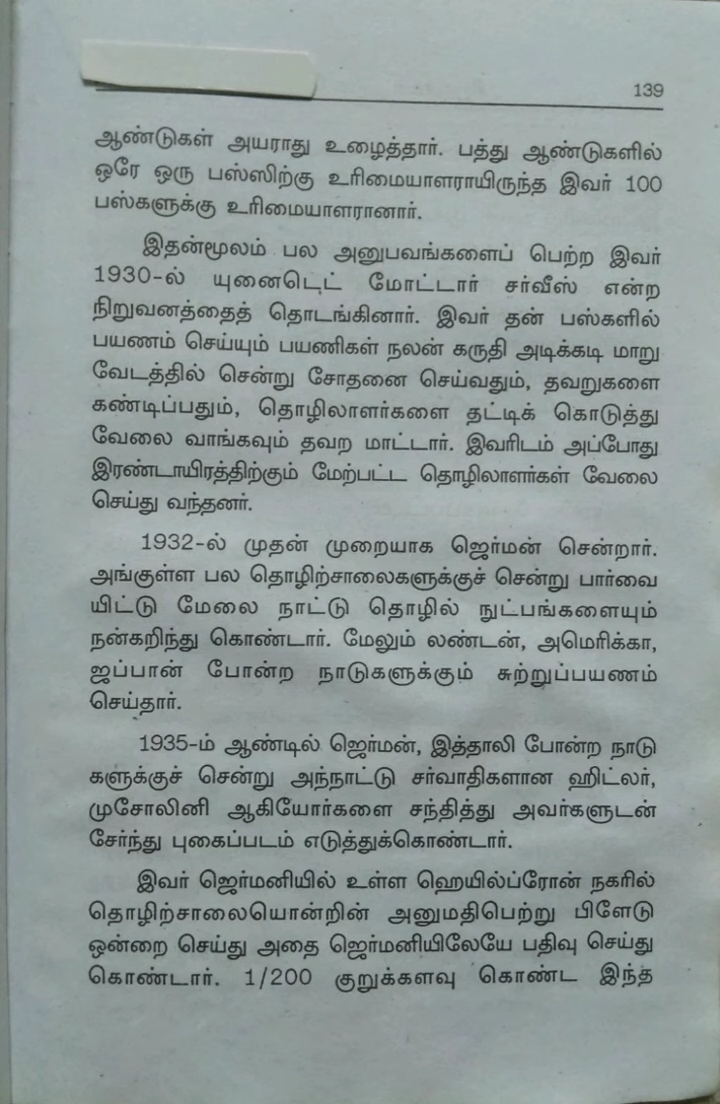 139
ஆண்டுகள் அயராது உழைத்தார். பத்து ஆண்டுகளில்
ஒரே ஒரு பஸ்ஸிற்கு உரிமையாளராயிருந்த இவர் 100
பஸ்களுக்கு உரிமையாளரானார்.
இதன்மூலம் பல அனுபவங்களைப் பெற்ற இவர்
1930-ல் யுனைடெட் மோட்டார் சர்வீஸ் என்ற
நிறுவனத்தைத் தொடங்கினார். இவர் தன் பஸ்களில்
பயணம் செய்யும் பயணிகள் நலன் கருதி அடிக்கடி மாறு
வேடத்தில் சென்று சோதனை செய்வதும், தவறுகளை
கண்டிப்பதும், தொழிலாளர்களை தட்டிக் கொடுத்து
வேலை வாங்கவும் தவற மாட்டார். இவரிடம் அப்போது
இரண்டாயிரத்திற்கும் மேற்பட்ட தொழிலாளர்கள் வேலை
செய்து வந்தனர்.
1932-ல் முதன் முறையாக ஜெர்மன் சென்றார்.
அங்குள்ள பல தொழிற்சாலைகளுக்குச் சென்று பார்வை
யிட்டு மேலை நாட்டு தொழில் நுட்பங்களையும்
நன்கறிந்து கொண்டார். மேலும் லண்டன், அமெரிக்கா,
ஜப்பான் போன்ற நாடுகளுக்கும் சுற்றுப்பயணம்
செய்தார்.
1935-ம் ஆண்டில் ஜெர்மன், இத்தாலி போன்ற நாடு
களுக்குச் சென்று அந்நாட்டு சர்வாதிகளான ஹிட்லர்,
முசோலினி ஆகியோர்களை சந்தித்து அவர்களுடன்
சேர்ந்து புகைப்படம் எடுத்துக்கொண்டார்.
இவர் ஜெர்மனியில் உள்ள ஹெயில்ப்ரோன் நகரில்
தொழிற்சாலையொன்றின் அனுமதிபெற்று பிளேடு
ஒன்றை செய்து அதை ஜெர்மனியிலேயே பதிவு செய்து
கொண்டார். 1/200 குறுக்களவு கொண்ட இந்த